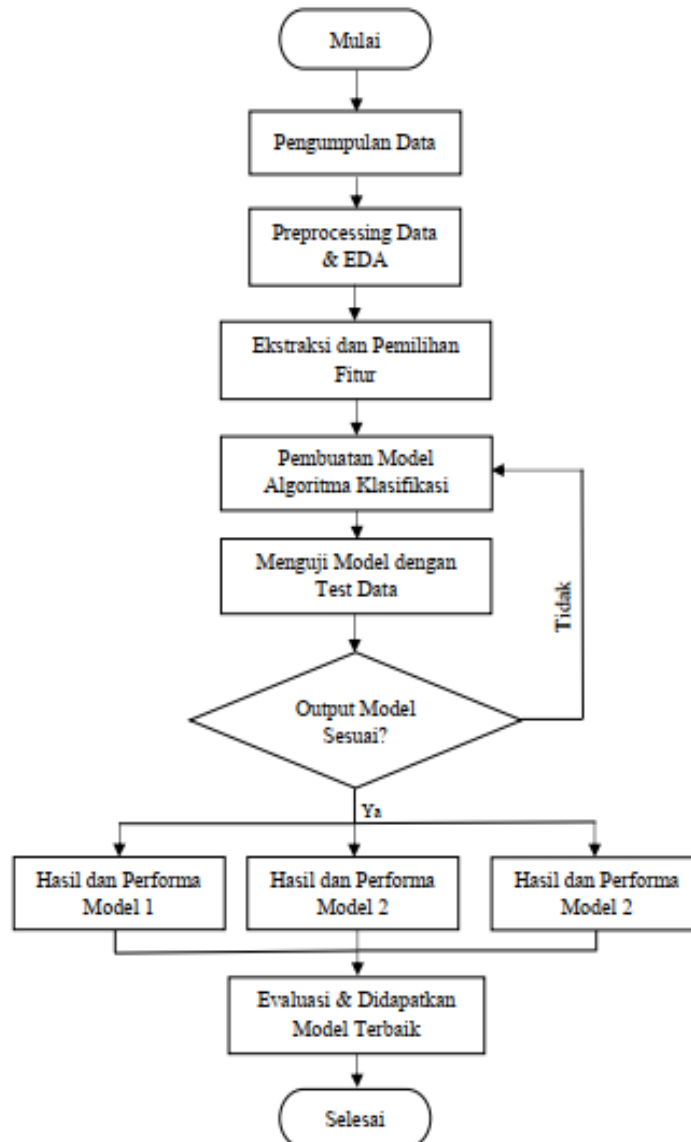 Mulai
Pengumpulan Data
Preprocessing Data
& EDA
Ekstraksi dan Pemilihan
Fitur
Pembuatan Model
Algoritma Klasifikasi
Menguji Model dengan
Test Data
Tidak
Output Model
Sesuai?
Ya
Hasil dan Performa
Model 1
Hasil dan Performa
Model 2
Hasil dan Performa
Model 2
Evaluasi & Didapatkan
Model Terbaik
Selesai